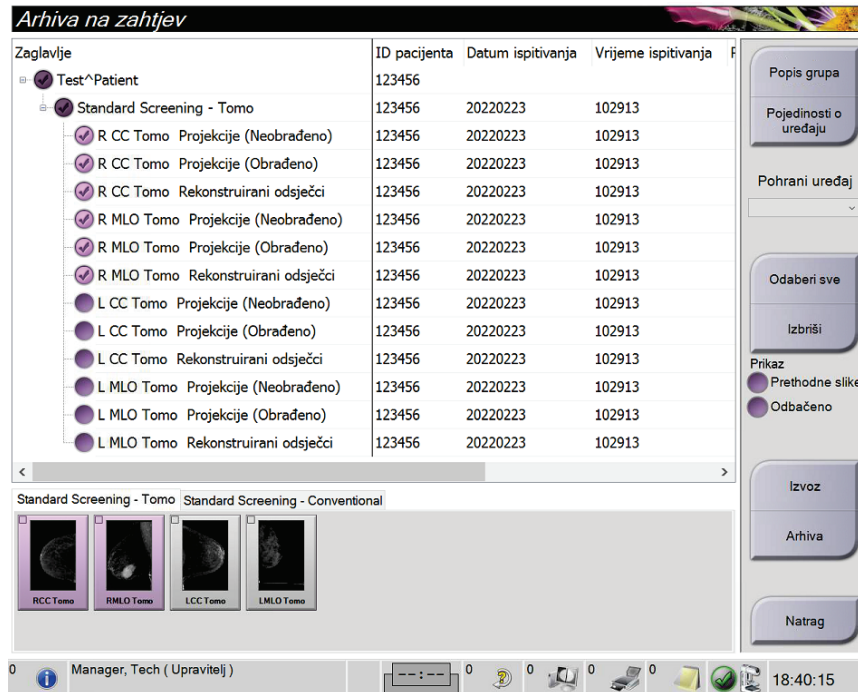 Arhiva na zahtjev
Zaglavlje ID pacijenta Datum ispitivanja Vrijeme ispitivanja
Test^Patient 123456
Standard Screening - Tomo 123456 20220223 102913
R CC Tomo Projekcije (Neobrađeno) 123456 20220223 102913
R CC Tomo Projekcije (Obrađeno) 123456 20220223 102913
R CC Tomo Rekonstruirani odsječci 123456 20220223 102913
R MLO Tomo Projekcije (Neobrađeno) 123456 20220223 102913
R MLO Tomo Projekcije (Obrađeno) 123456 20220223 102913
R MLO Tomo Rekonstruirani odsječci 123456 20220223 102913
L CC Tomo Projekcije (Neobrađeno) 123456 20220223 102913
L CC Tomo Projekcije (Obrađeno) 123456 20220223 102913
L CC Tomo Rekonstruirani odsječci 123456 20220223 102913
L MLO Tomo Projekcije (Neobrađeno) 123456 20220223 102913
L MLO Tomo Projekcije (Obrađeno) 123456 20220223 102913
L MLO Tomo Rekonstruirani odsječci 123456 20220223 102913
Standard Screening - Tomo Standard Screening - Conventional
RCC Tomo RMLO Tomo LCC Tomo LMLO Tomo
Popis grupa
Pojedinosti o
uređaju
Pohrani uređaj
Odaberi sve
Izbriši
Prikaz
Prethodne slike
Odbačeno
Izvoz
Arhiva
Natrag
0 Manager, Tech ( Upravitelj ) --:-- 0 0 0 0 18:40:15